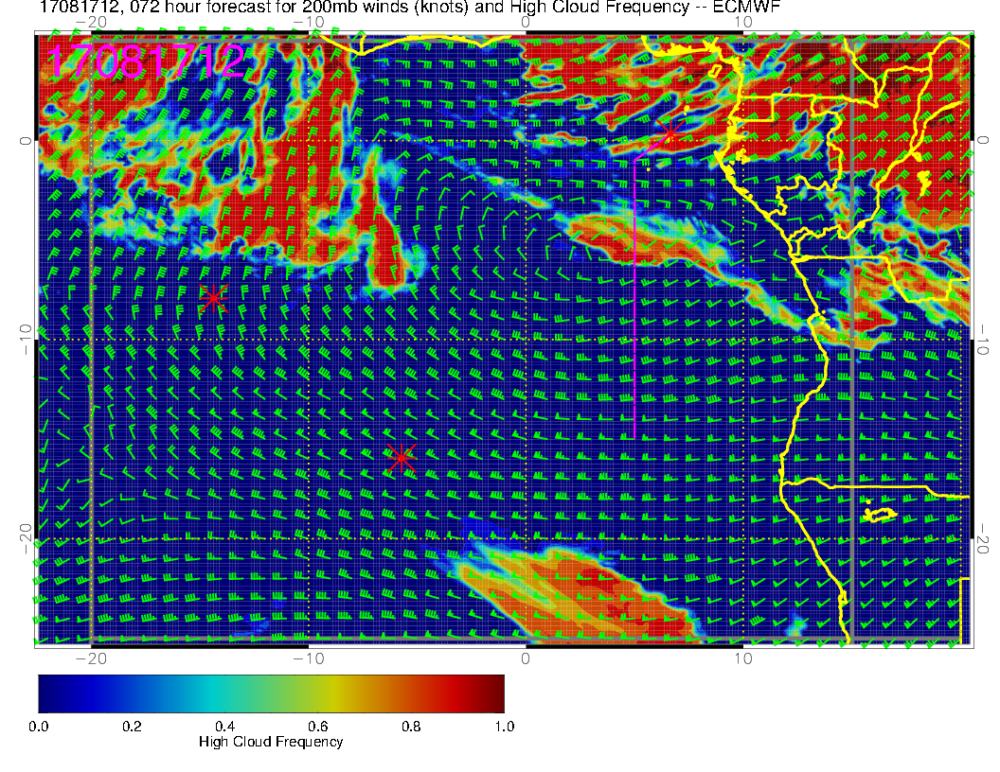 17081712, 072 hour forecast for 200mb winds (knots) and High Cloud Frequency -- ECMWF
−20 −10 0 10
17081712
0 0
−10 −10
−20 −20
−20 −10 0 10
0.0 0.2 0.4 0.6 0.8 1.0
High Cloud Frequency